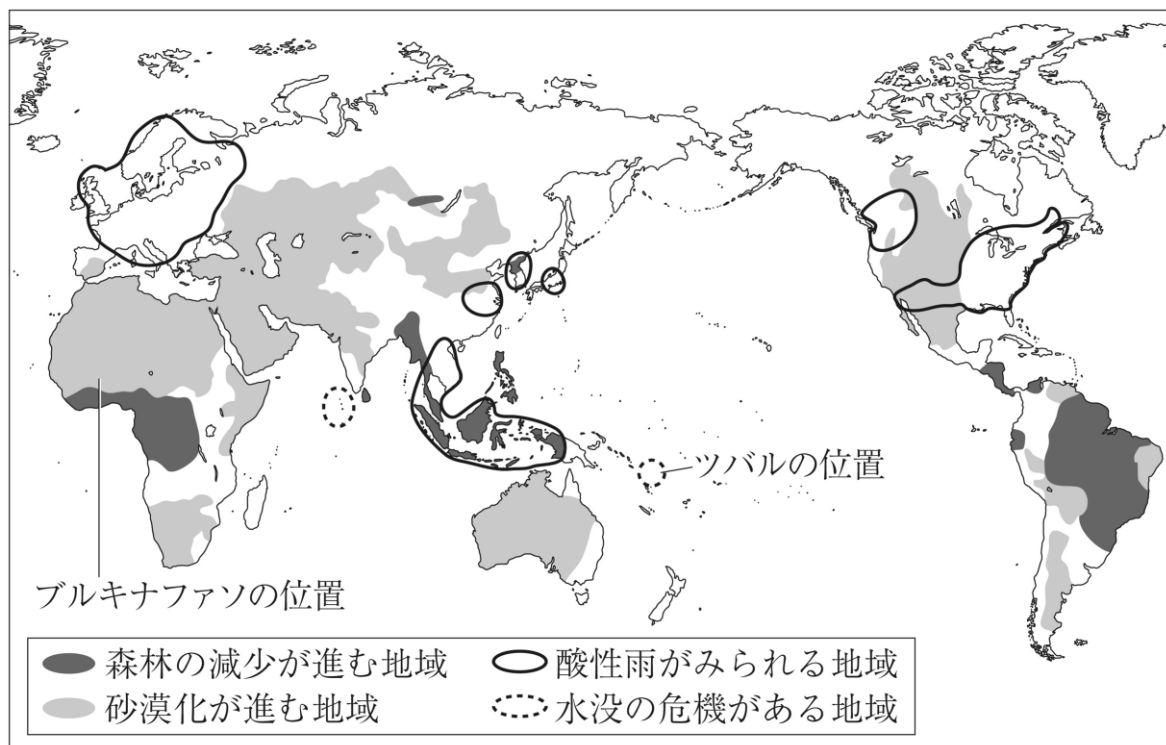 ツバルの位置
ブルキナファソの位置
森林の減少が進む地域
酸性雨がみられる地域
砂漠化が進む地域
水没の危機がある地域